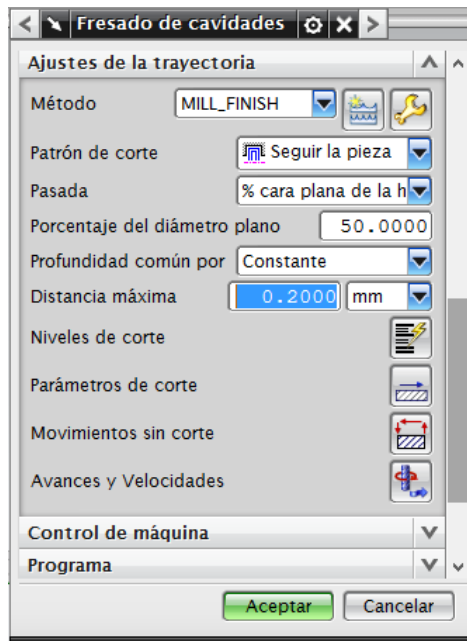 Fresado de cavidades
Ajustes de la trayectoria
Método MILL_FINISH
Patrón de corte Seguir la pieza
Pasada % cara plana de la h
Porcentaje del diámetro plano 50.0000
Profundidad común por Constante
Distancia máxima 0.2000 mm
Niveles de corte
Parámetros de corte
Movimientos sin corte
Avances y Velocidades
Control de máquina
Programa
Aceptar Cancelar